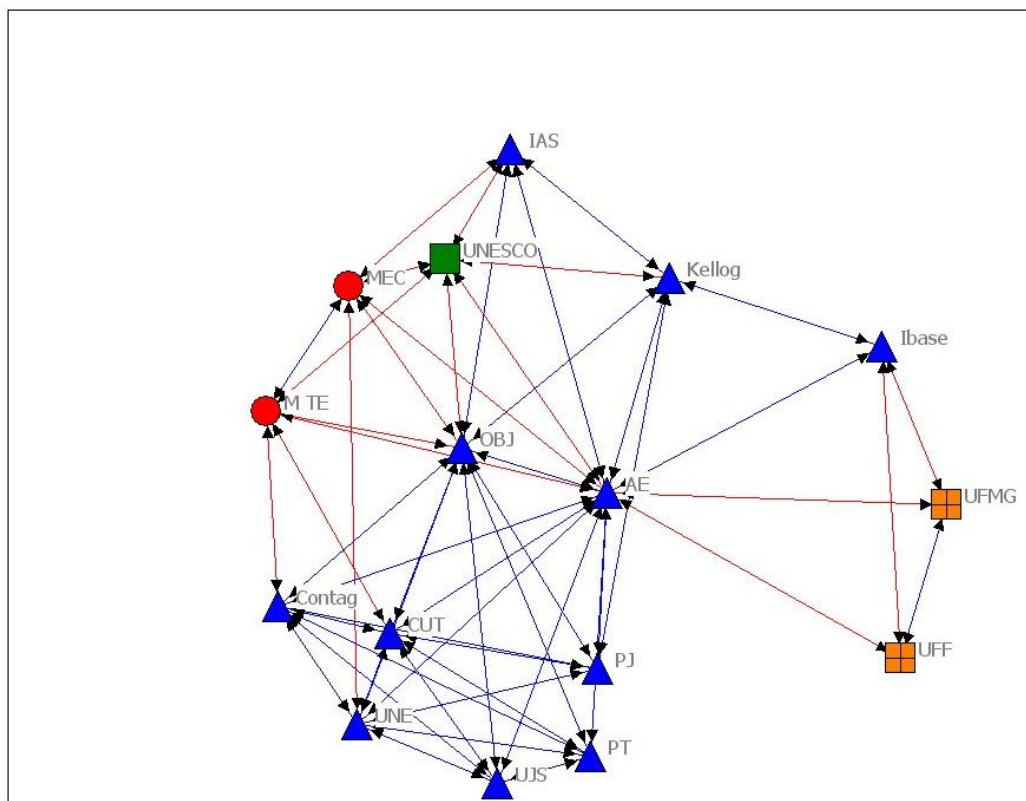 IAS
UNESCO
MEC
Kellog
Ibase
M TE
OBJ
AE
UFMG
Contag
CUT
PJ
UFF
UNE
PT
UJS